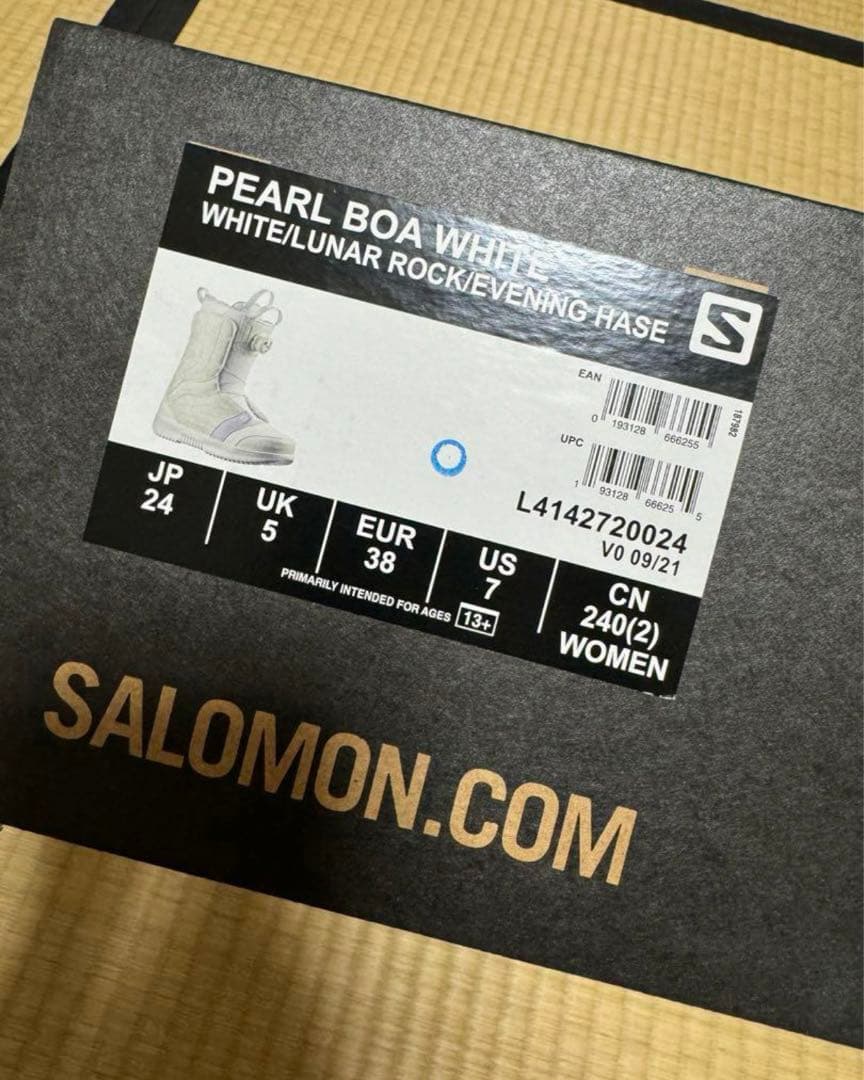 PEARL BOA WHITE
WHITE/LUNAR ROCK/EVENING HASE
S
EAN
0 193128 666255
187982
UPC
1 93128 66625 5
L4142720024
V0 09/21
JP
24
UK
5
EUR
38
US
7
CN
240(2)
WOMEN
PRIMARILY INTENDED FOR AGES 13+
SALOMON.COM